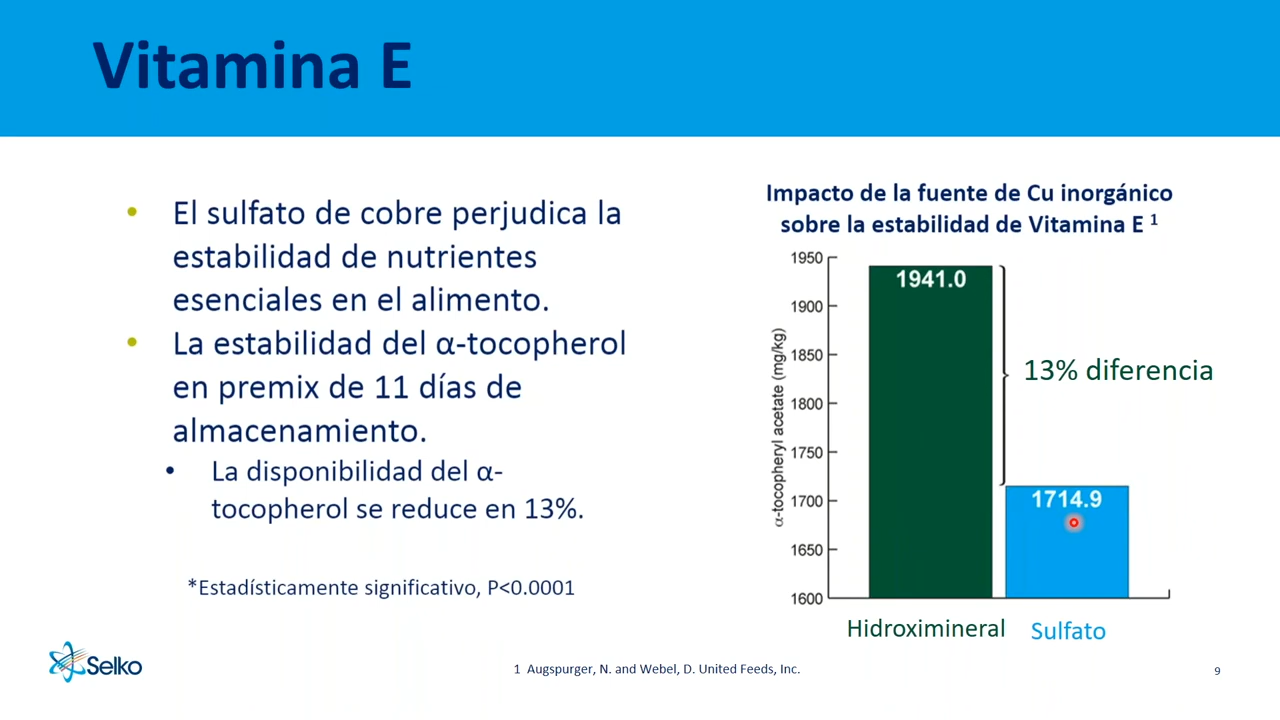 Vitamina E
• El sulfato de cobre perjudica la
estabilidad de nutrientes
esenciales en el alimento.
• La estabilidad del α-tocopherol
en premix de 11 días de
almacenamiento.
• La disponibilidad del α-
tocopherol se reduce en 13%.
*Estadísticamente significativo, P<0.0001
Impacto de la fuente de Cu inorgánico
sobre la estabilidad de Vitamina E 1
α-tocopheryl acetate (mg/kg)
1950
1900
1850
1800
1750
1700
1650
1600
1941.0
1714.9
13% diferencia
Hidroximineral
Sulfato
Selko
1 Augspurger, N. and Webel, D. United Feeds, Inc.
9